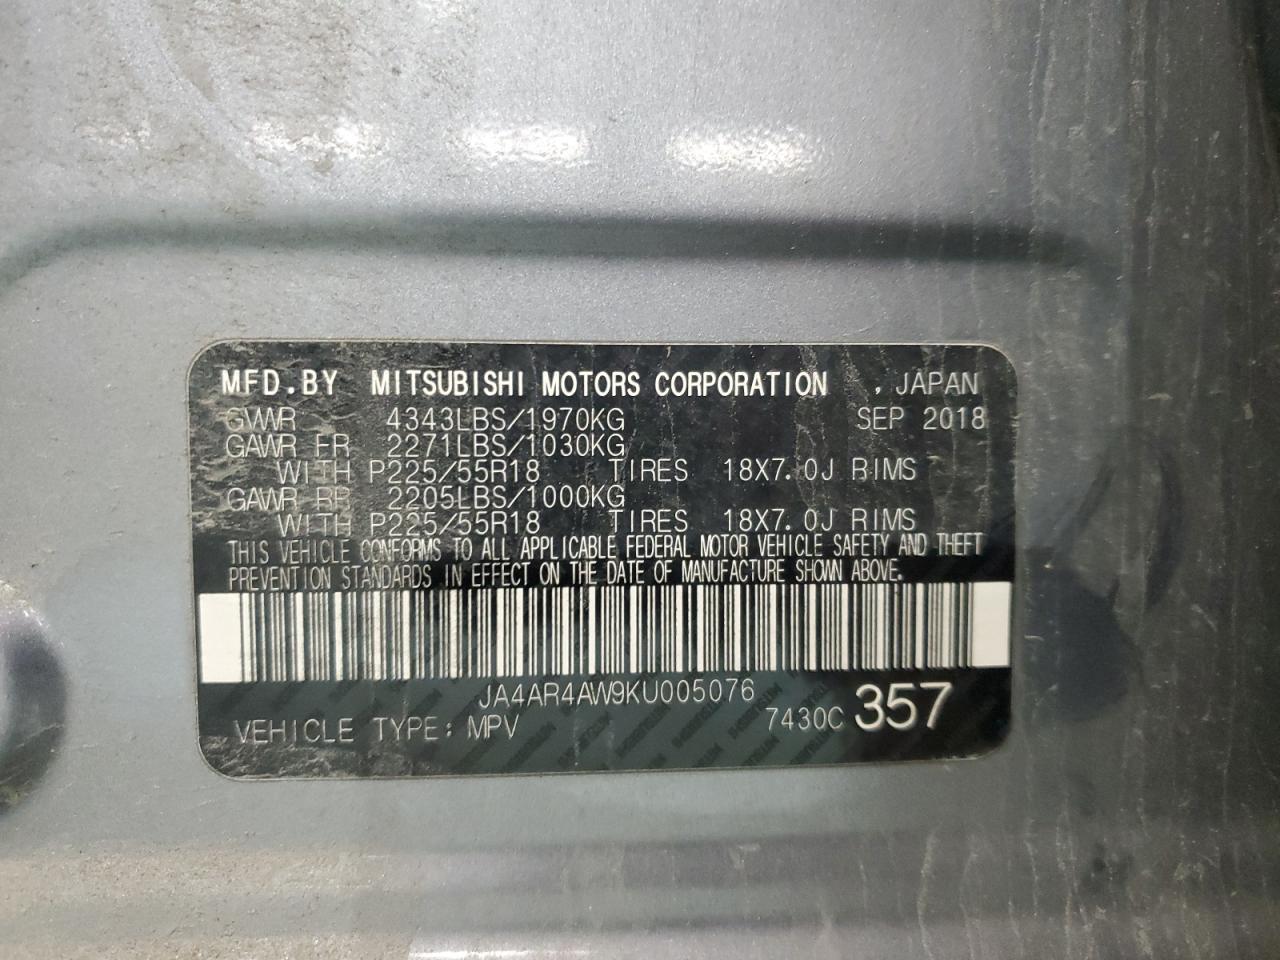 MFD.BY MITSUBISHI MOTORS CORPORATION , JAPAN
GVWR 4343LBS/1970KG SEP 2018
GAWR FR 2271LBS/1030KG
WITH P225/55R18 TIRES 18X7.0J RIMS
GAWR RR 2205LBS/1000KG
WITH P225/55R18 TIRES 18X7.0J RIMS
THIS VEHICLE CONFORMS TO ALL APPLICABLE FEDERAL MOTOR VEHICLE SAFETY AND THEFT
PREVENTION STANDARDS IN EFFECT ON THE DATE OF MANUFACTURE SHOWN ABOVE.
JA4AR4AW9KU005076
VEHICLE TYPE: MPV 7430C 357